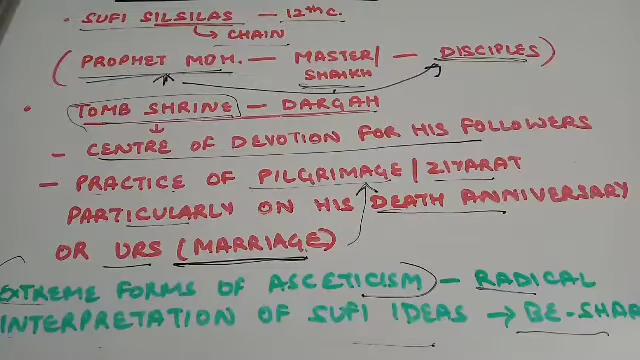 • SUFI SILSILAS – 12th C.
↳ CHAIN
(PROPHET MOH. – MASTER/ SHAIKH – DISCIPLES)
• TOMB SHRINE – DARGAH
– CENTRE OF DEVOTION FOR HIS FOLLOWERS
– PRACTICE OF PILGRIMAGE / ZIYARAT
PARTICULARLY ON HIS DEATH ANNIVERSARY
OR URS (MARRIAGE)
EXTREME FORMS OF ASCETICISM – RADICAL
INTERPRETATION OF SUFI IDEAS → BE-SHAR